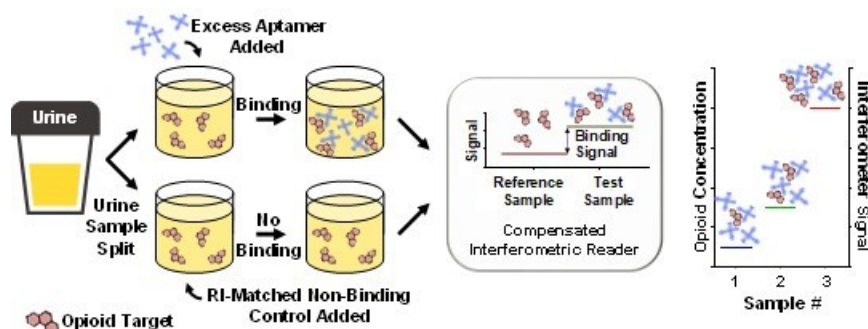 Excess Aptamer
Added
Urine
Binding
Urine
Sample
Split
No
Binding
RI-Matched Non-Binding
Control Added
Opioid Target
Signal
Binding
Signal
Reference
Sample
Test
Sample
Compensated
Interferometric Reader
Opioid Concentration
Interferometer Signal
1
2
3
Sample #